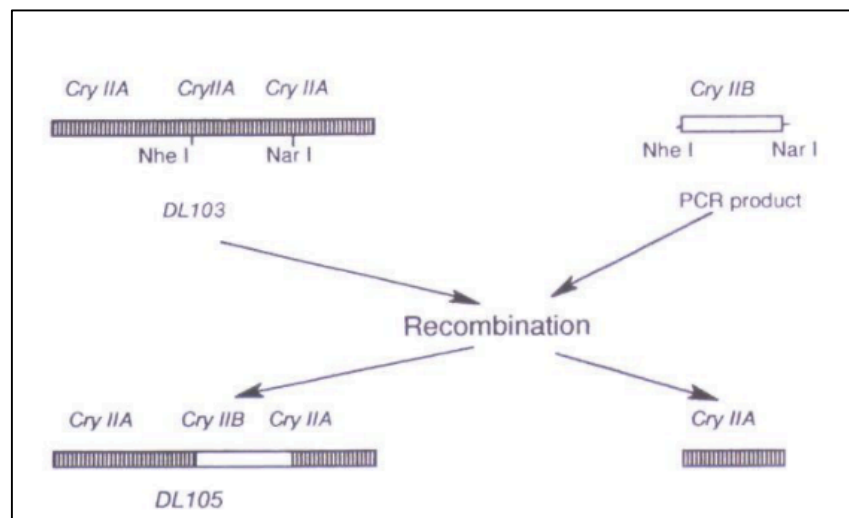 Cry IIA CryIIA Cry IIA Cry IIB
Nhe I Nar I Nhe I Nar I
DL103 PCR product
Recombination
Cry IIA Cry IIB Cry IIA Cry IIA
DL105